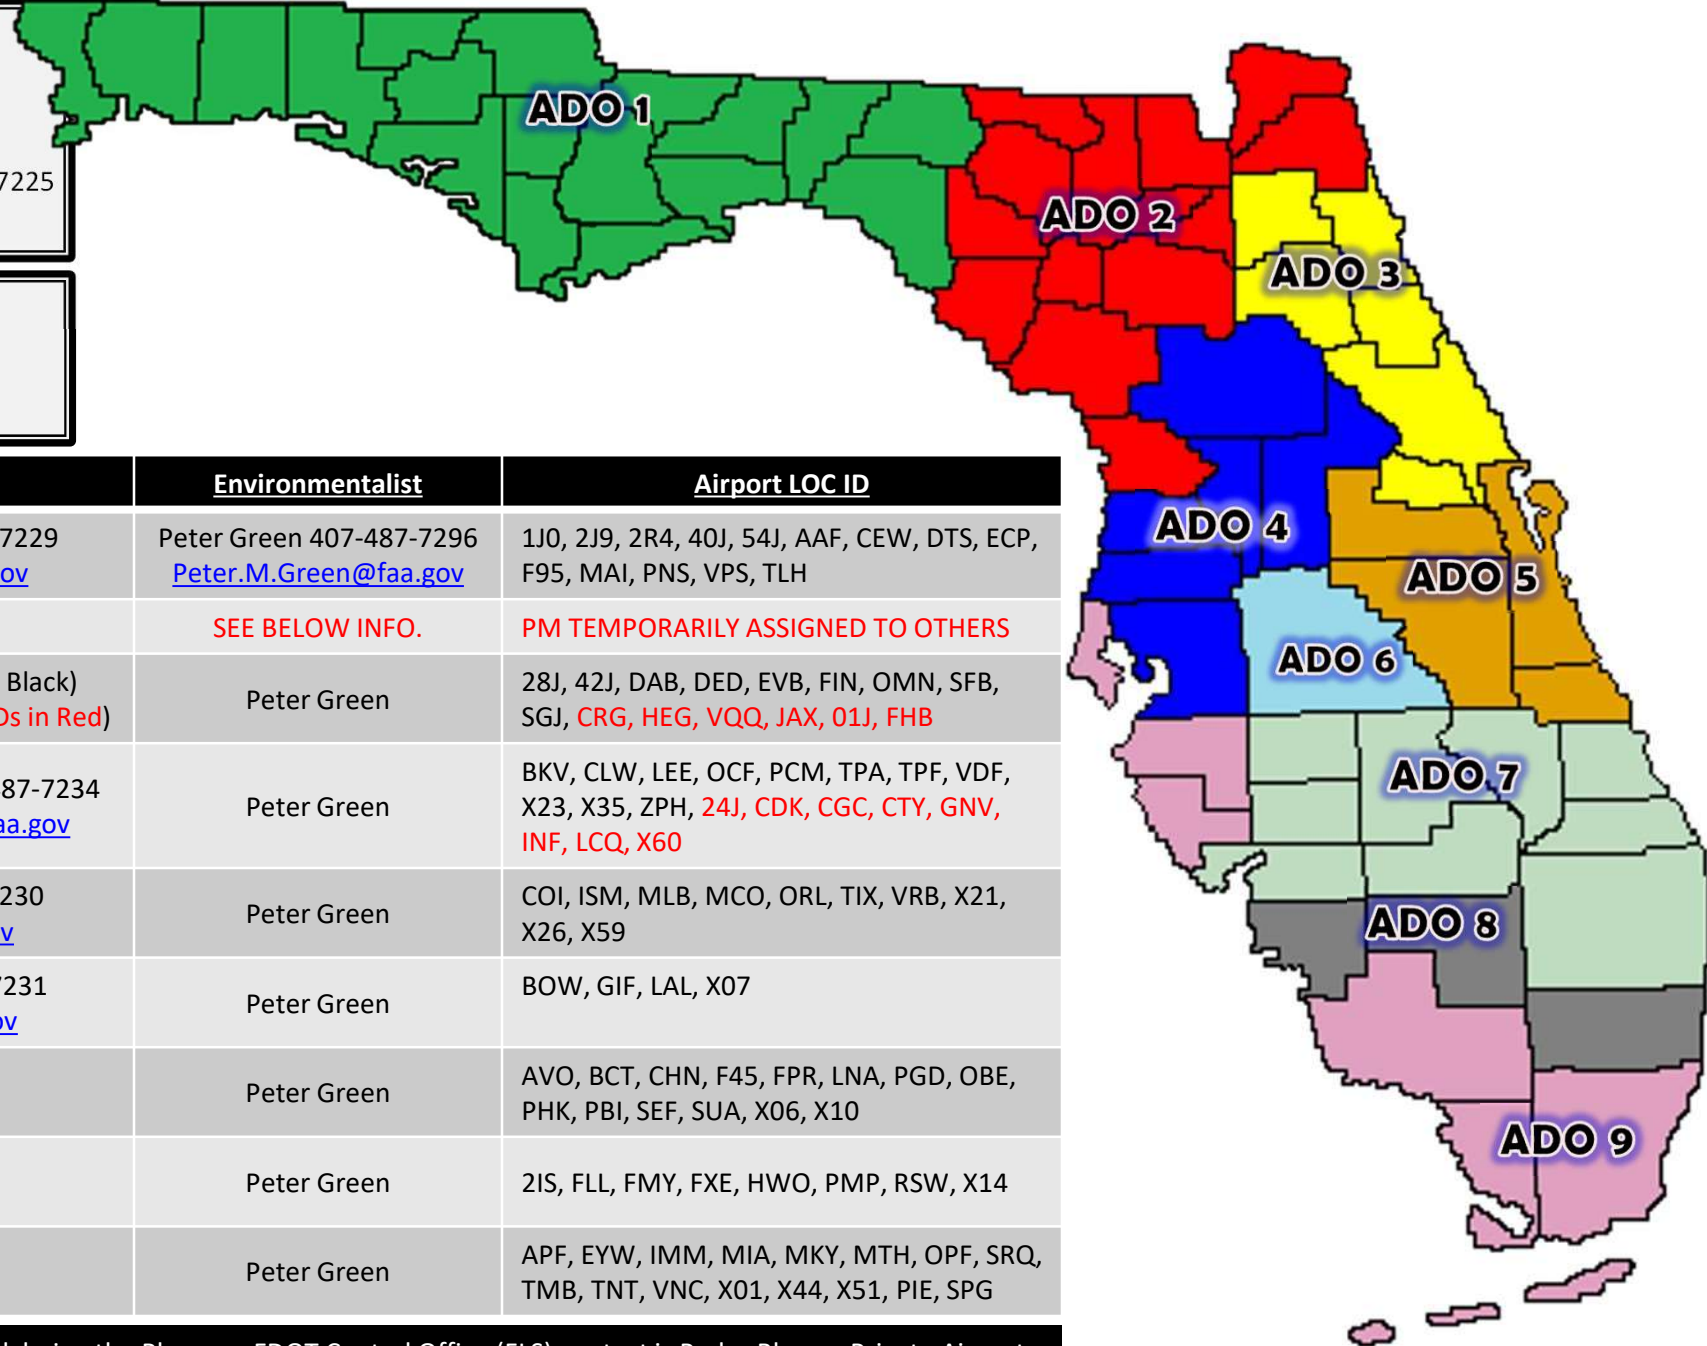 7225
ADO 1
ADO 2
ADO 3
ADO 4
ADO 5
ADO 6
ADO 7
ADO 8
ADO 9
Environmentalist
Airport LOC ID
7229
ov
Peter Green 407-487-7296
Peter.M.Green@faa.gov
1J0, 2J9, 2R4, 40J, 54J, AAF, CEW, DTS, ECP,
F95, MAI, PNS, VPS, TLH
SEE BELOW INFO.
PM TEMPORARILY ASSIGNED TO OTHERS
Black)
Ds in Red)
Peter Green
28J, 42J, DAB, DED, EVB, FIN, OMN, SFB,
SGJ, CRG, HEG, VQQ, JAX, 01J, FHB
87-7234
aa.gov
Peter Green
BKV, CLW, LEE, OCF, PCM, TPA, TPF, VDF,
X23, X35, ZPH, 24J, CDK, CGC, CTY, GNV,
INF, LCQ, X60
230
v
Peter Green
COI, ISM, MLB, MCO, ORL, TIX, VRB, X21,
X26, X59
7231
ov
Peter Green
BOW, GIF, LAL, X07
Peter Green
AVO, BCT, CHN, F45, FPR, LNA, PGD, OBE,
PHK, PBI, SEF, SUA, X06, X10
Peter Green
2IS, FLL, FMY, FXE, HWO, PMP, RSW, X14
Peter Green
APF, EYW, IMM, MIA, MKY, MTH, OPF, SRQ,
TMB, TNT, VNC, X01, X44, X51, PIE, SPG